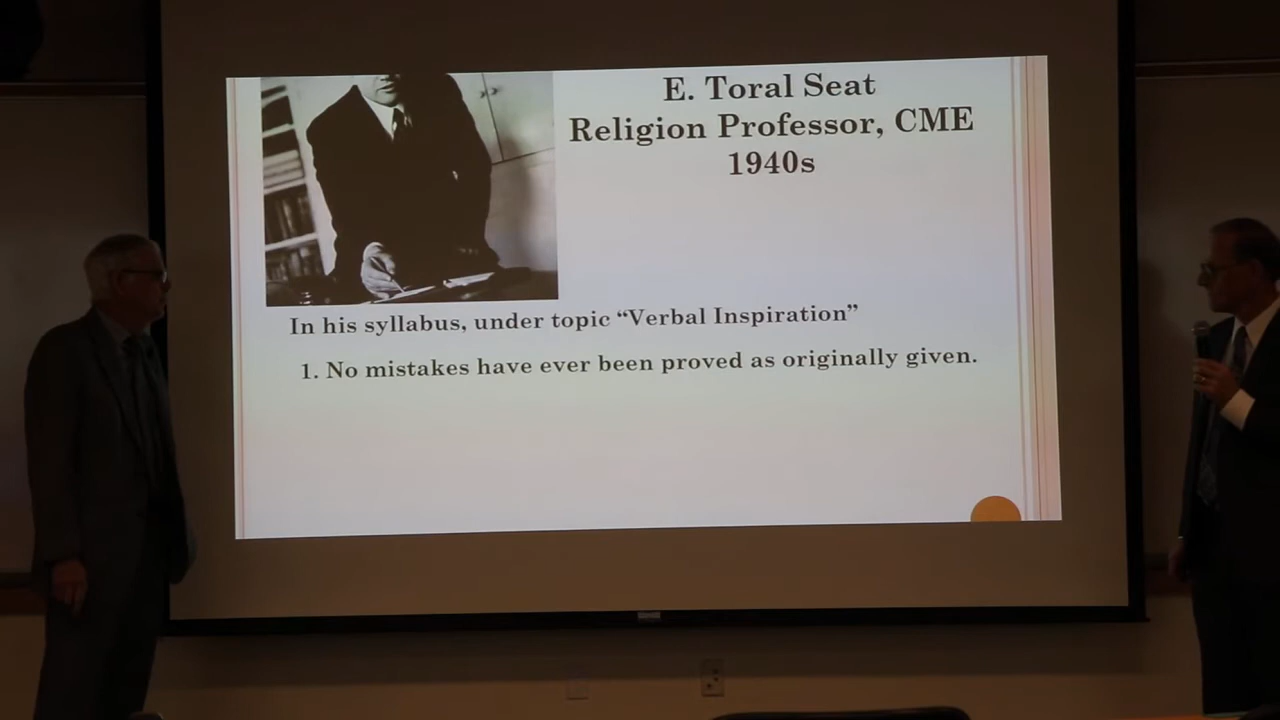 E. Toral Seat
Religion Professor, CME
1940s
In his syllabus, under topic “Verbal Inspiration”
1. No mistakes have ever been proved as originally given.